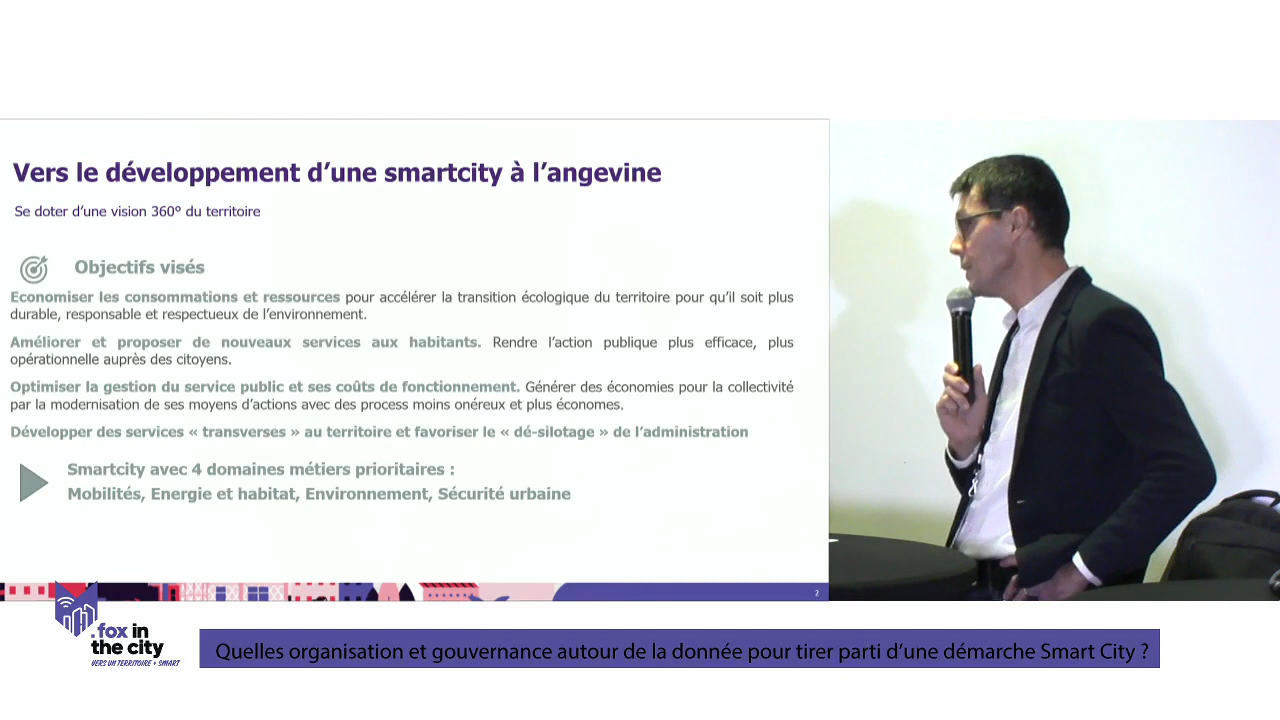 Vers le développement d’une smartcity à l’angevine
Se doter d’une vision 360° du territoire
Objectifs visés
Economiser les consommations et ressources pour accélérer la transition écologique du territoire pour qu’il soit plus
durable, responsable et respectueux de l’environnement.
Améliorer et proposer de nouveaux services aux habitants. Rendre l’action publique plus efficace, plus
opérationnelle auprès des citoyens.
Optimiser la gestion du service public et ses coûts de fonctionnement. Générer des économies pour la collectivité
par la modernisation de ses moyens d’actions avec des process moins onéreux et plus économes.
Développer des services « transverses » au territoire et favoriser le « dé-silotage » de l’administration
Smartcity avec 4 domaines métiers prioritaires :
Mobilités, Energie et habitat, Environnement, Sécurité urbaine
2
.fox in
the city
VERS UN TERRITOIRE + SMART
Quelles organisation et gouvernance autour de la donnée pour tirer parti d’une démarche Smart City ?